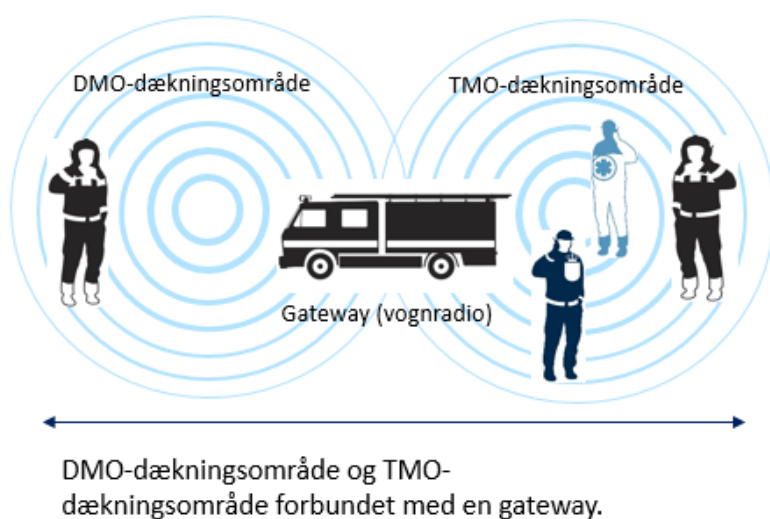 DMO-dækningsområde
TMO-dækningsområde
Gateway (vognradio)
DMO-dækningsområde og TMO-
dækningsområde forbundet med en gateway.